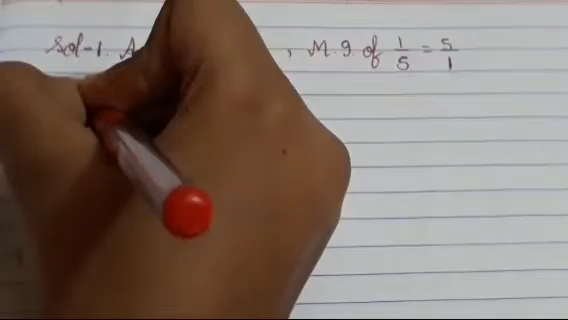 Sol-1. A , M.I. of 1/5 = 5/1